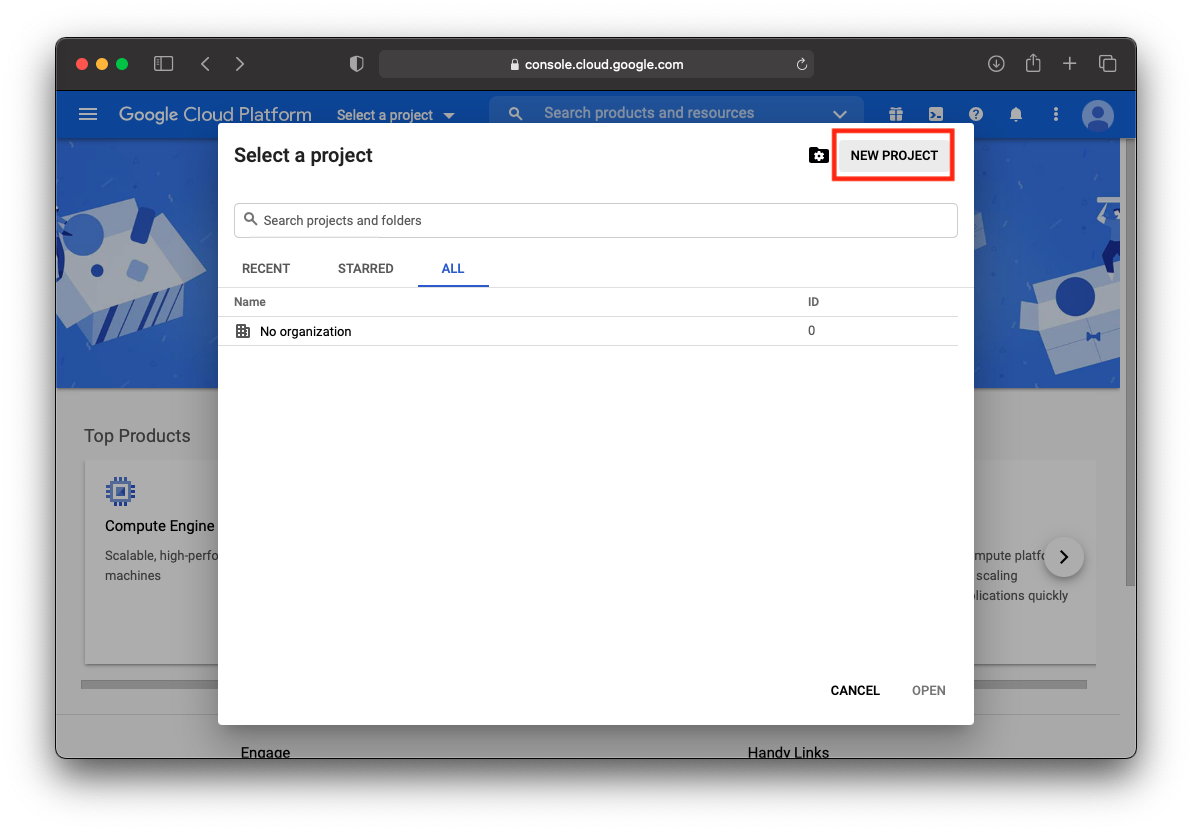 console.cloud.google.com
Google Cloud Platform
Select a project
Search products and resources
Select a project
NEW PROJECT
Search projects and folders
RECENT
STARRED
ALL
Name
ID
No organization
0
Top Products
Compute Engine
Scalable, high-perfo
machines
mpute platfo
scaling
lications quickly
CANCEL
OPEN
Engage
Handy Links